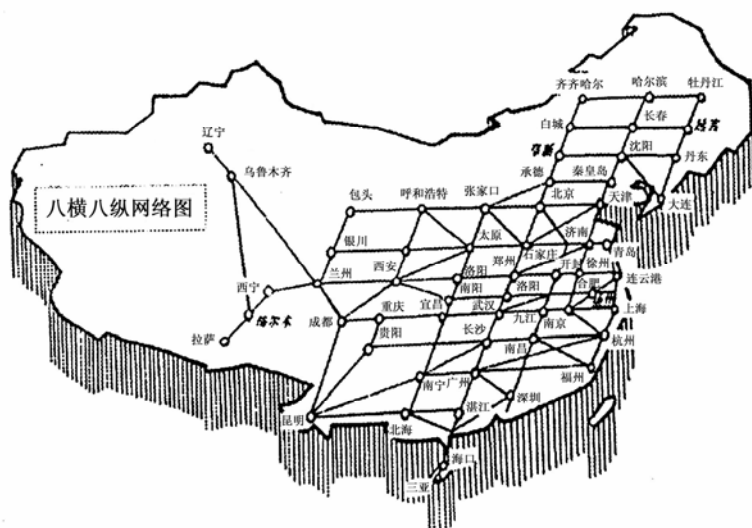 齐齐哈尔
哈尔滨
牡丹江
白城
长春
辽宁
沈阳
丹东
乌鲁木齐
承德
秦皇岛
大连
包头
呼和浩特
张家口
北京
天津
八横八纵网络图
银川
太原
石家庄
济南
青岛
兰州
西安
洛阳
郑州
开封
徐州
连云港
西宁
南阳
洛阳
合肥
宜昌
武汉
九江
南京
上海
格尔木
成都
重庆
贵阳
拉萨
长沙
南昌
杭州
南宁
广州
福州
昆明
北海
湛江
深圳
海口
三亚